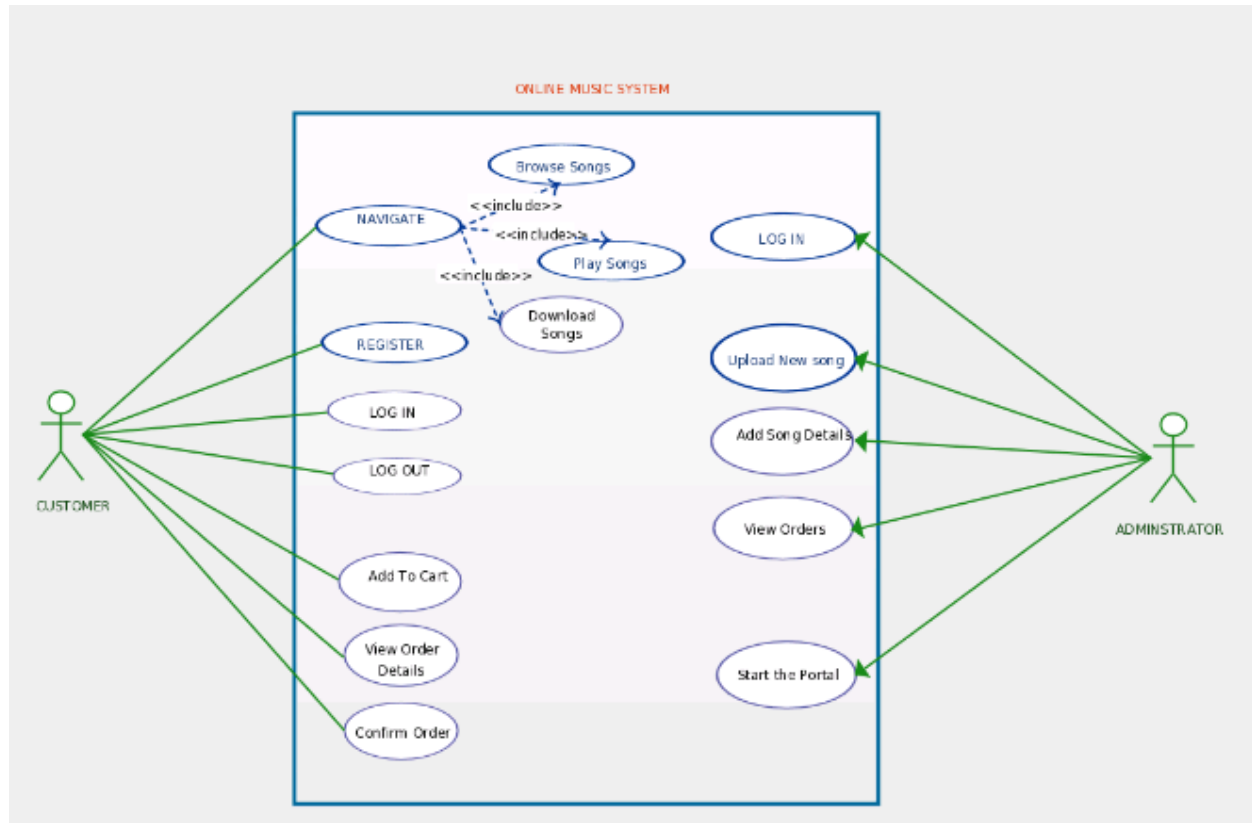 ONLINE MUSIC SYSTEM
Browse Songs
<<include>>
NAVIGATE
<<include>>
LOG IN
Play Songs
<<include>>
Download
Songs
REGISTER
Upload New song
LOG IN
Add Song Details
LOG OUT
CUSTOMER
View Orders
ADMINSTRATOR
Add To Cart
View Order
Details
Start the Portal
Confirm Order